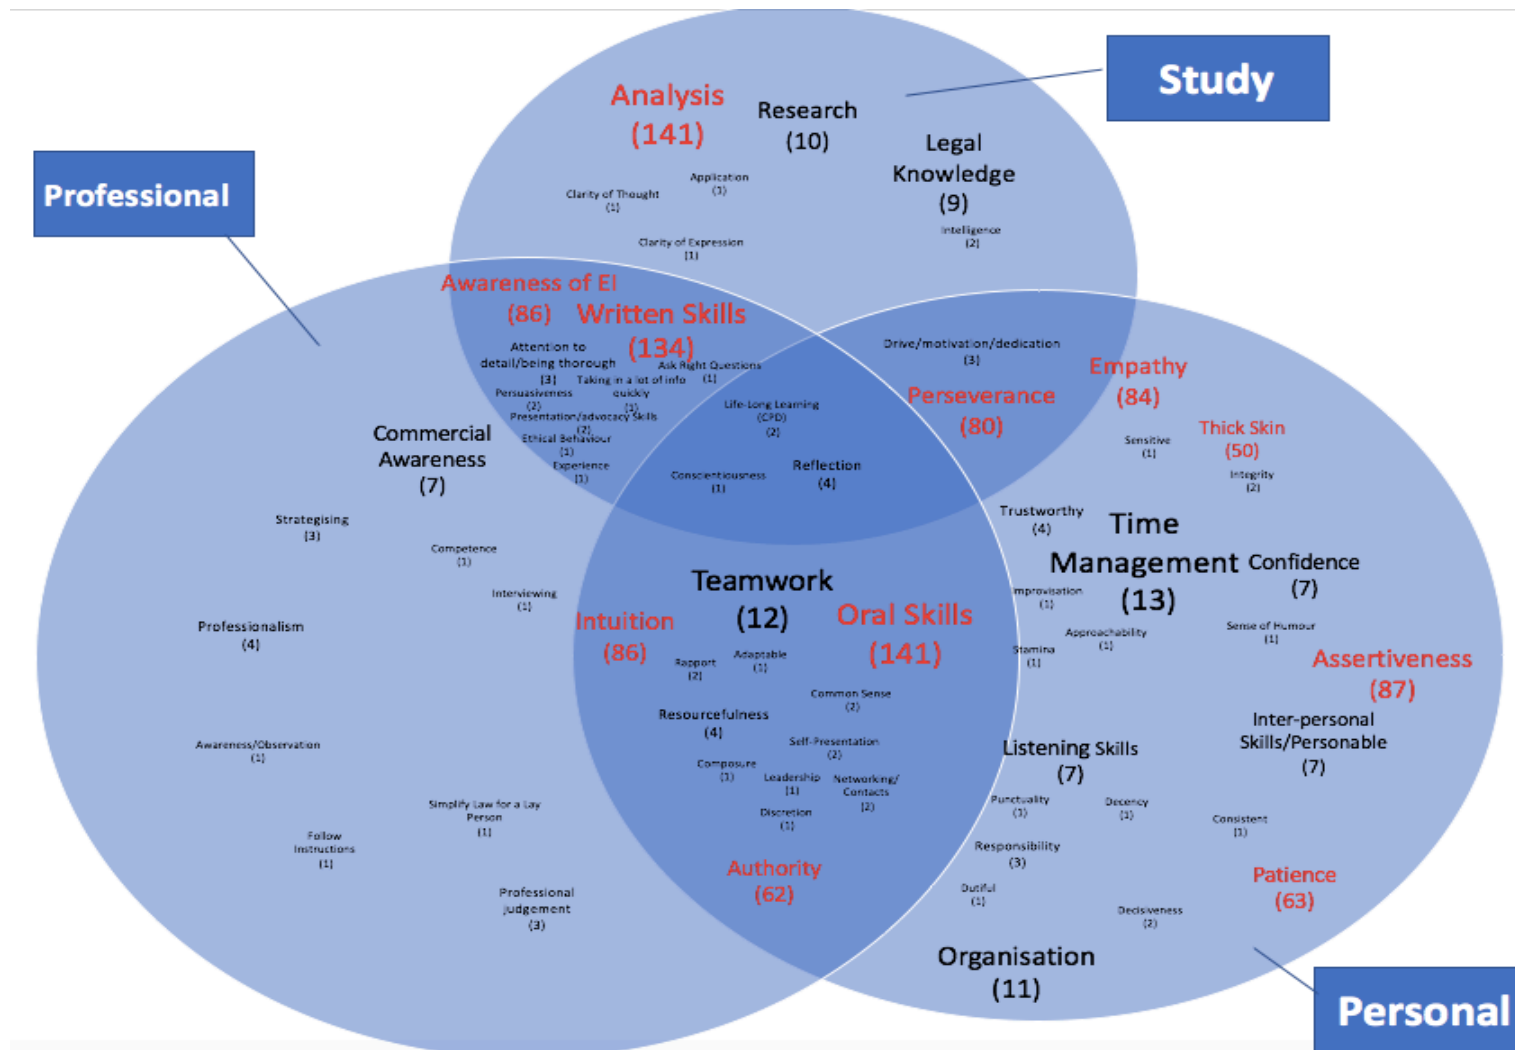 Study
Professional
Personal
Analysis
(141)
Research
(10)
Legal
Knowledge
(9)
Application
(1)
Clarity of Thought
(1)
Intelligence
(2)
Clarity of Expression
(1)
Awareness of EI
(86)
Written Skills
(134)
Attention to
detail/being thorough
(3)
Ask Right Questions
(1)
Taking in a lot of info
quickly
(1)
Persuasiveness
(2)
Presentation/advocacy Skills
(2)
Ethical Behaviour
(1)
Experience
(1)
Life-Long Learning
(CPD)
(2)
Conscientiousness
(1)
Reflection
(4)
Drive/motivation/dedication
(3)
Perseverance
(80)
Empathy
(84)
Thick Skin
(50)
Sensitive
(1)
Integrity
(2)
Trustworthy
(4)
Time
Management
(13)
Confidence
(7)
Improvisation
(1)
Approachability
(1)
Sense of Humour
(1)
Stamina
(1)
Assertiveness
(87)
Inter-personal
Skills/Personable
(7)
Listening Skills
(7)
Punctuality
(1)
Decency
(1)
Consistent
(1)
Responsibility
(3)
Dutiful
(1)
Decisiveness
(2)
Patience
(63)
Organisation
(11)
Commercial
Awareness
(7)
Strategising
(3)
Competence
(1)
Interviewing
(1)
Professionalism
(4)
Awareness/Observation
(1)
Simplify Law for a Lay
Person
(1)
Follow
Instructions
(1)
Professional
judgement
(3)
Teamwork
(12)
Intuition
(86)
Oral Skills
(141)
Rapport
(2)
Adaptable
(1)
Common Sense
(2)
Resourcefulness
(4)
Self-Presentation
(2)
Composure
(1)
Leadership
(1)
Networking/
Contacts
(2)
Discretion
(1)
Authority
(62)